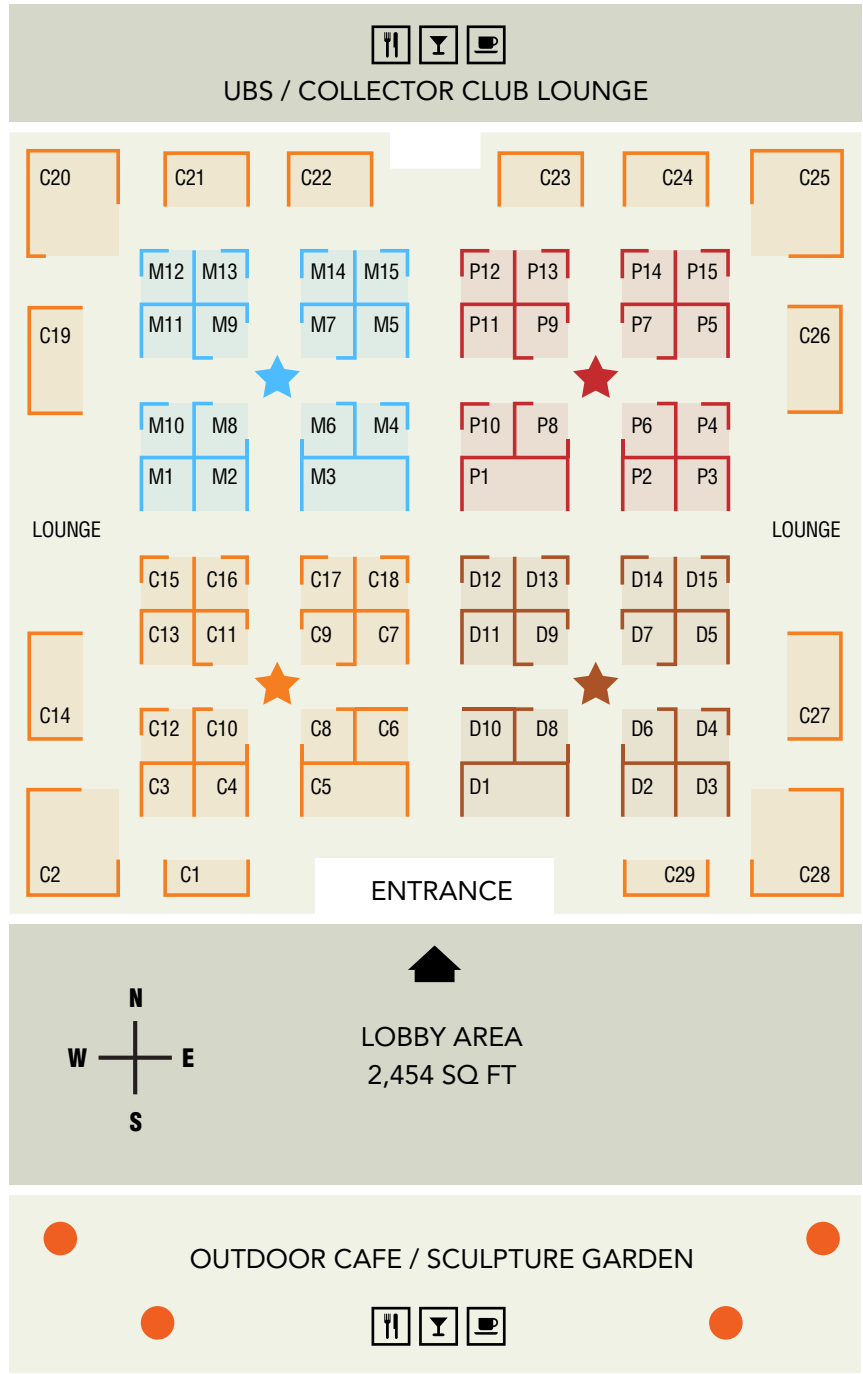 UBS / COLLECTOR CLUB LOUNGE
C20 C21 C22 C23 C24 C25
M12 M13 M14 M15 P12 P13 P14 P15
C19 M11 M9 M7 M5 P11 P9 P7 P5 C26
M10 M8 M6 M4 P10 P8 P6 P4
M1 M2 M3 P1 P2 P3
LOUNGE LOUNGE
C15 C16 C17 C18 D12 D13 D14 D15
C13 C11 C9 C7 D11 D9 D7 D5
C14 C12 C10 C8 C6 D10 D8 D6 D4 C27
C3 C4 C5 D1 D2 D3
C2 C1 C29 C28
ENTRANCE
N
W E
S
LOBBY AREA
2,454 SQ FT
OUTDOOR CAFE / SCULPTURE GARDEN